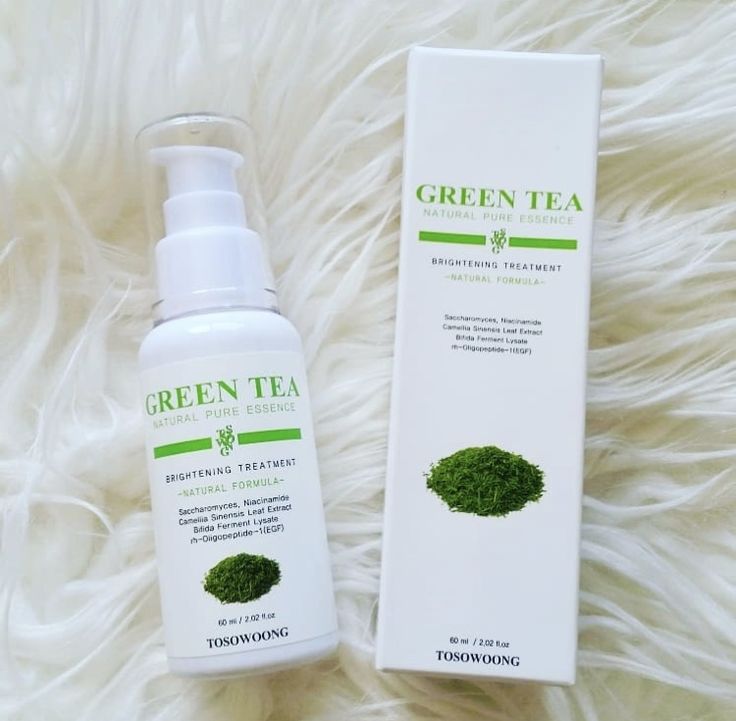 GREEN TEA
NATURAL PURE ESSENCE
BRIGHTENING TREATMENT
-NATURAL FORMULA-
Saccharomyces, Niacinamide
Camellia Sinensis Leaf Extract
Bifida Ferment Lysate
rh-Oligopeptide-1(EGF)
60 ml / 2.02 fl.oz
TOSOWOONG
GREEN TEA
NATURAL PURE ESSENCE
BRIGHTENING TREATMENT
-NATURAL FORMULA-
Saccharomyces, Niacinamide
Camellia Sinensis Leaf Extract
Bifida Ferment Lysate
rh-Oligopeptide-1(EGF)
60 ml / 2.02 fl.oz
TOSOWOONG